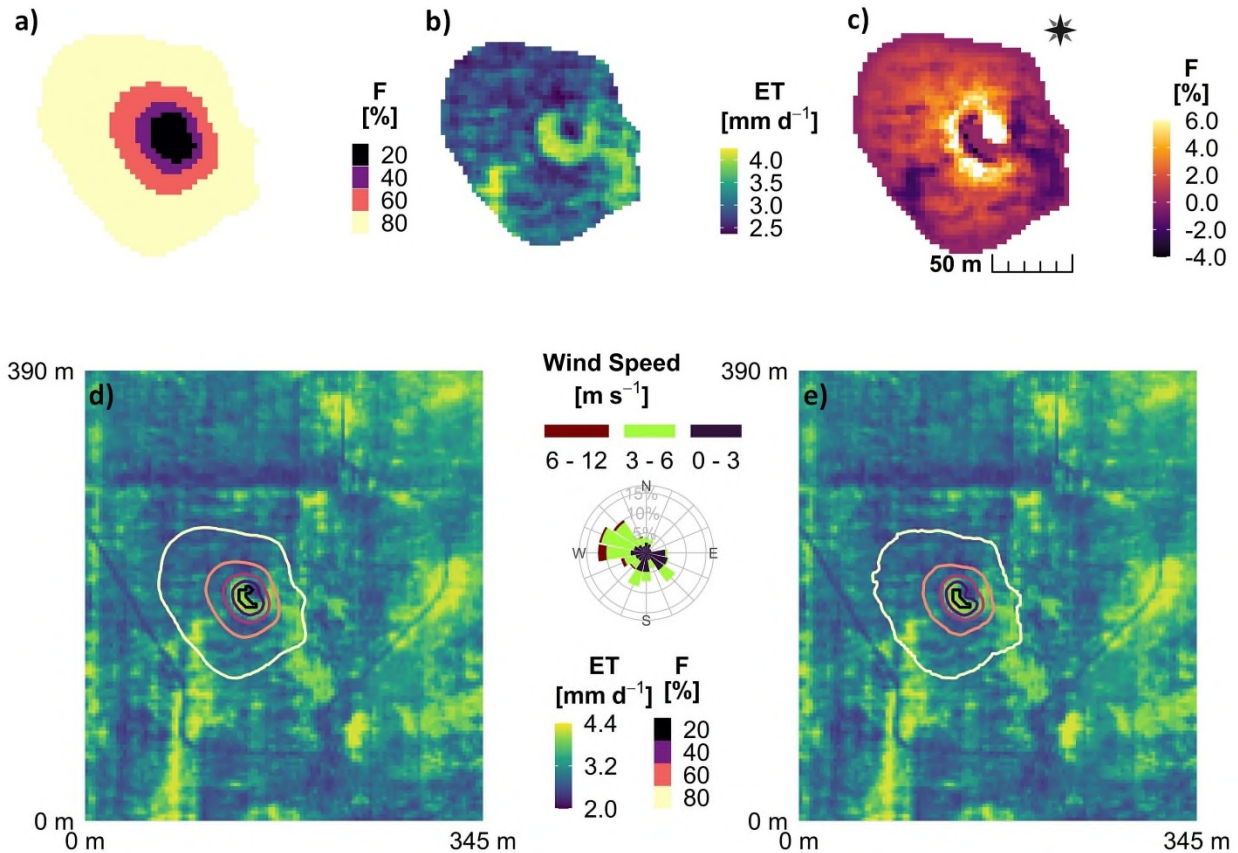 a)
F
[%]
20
40
60
80
b)
ET
[mm d⁻¹]
4.0
3.5
3.0
2.5
c)
F
[%]
6.0
4.0
2.0
0.0
-2.0
-4.0
50 m
390 m
d)
0 m
0 m
345 m
Wind Speed
[m s⁻¹]
6 - 12
3 - 6
0 - 3
N
15%
10%
5%
W
E
S
ET
[mm d⁻¹]
4.4
3.2
2.0
F
[%]
20
40
60
80
390 m
e)
0 m
0 m
345 m